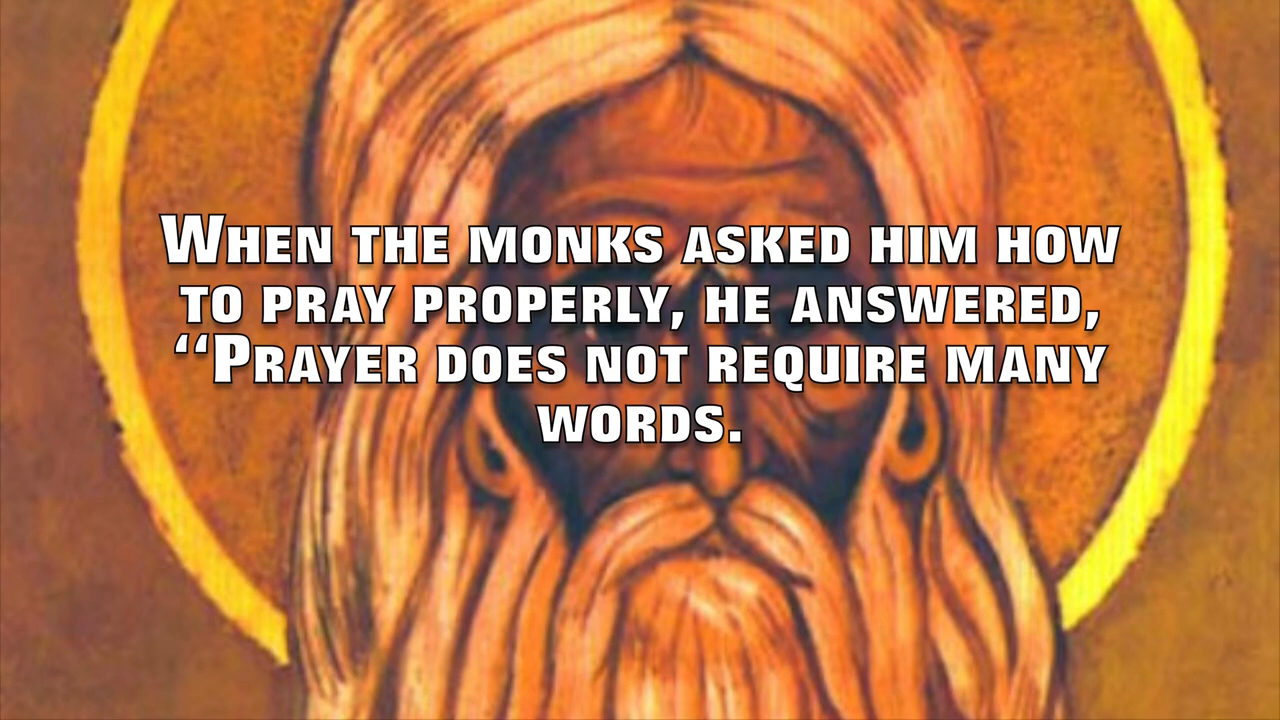 When the monks asked him how
to pray properly, he answered,
“Prayer does not require many
words.